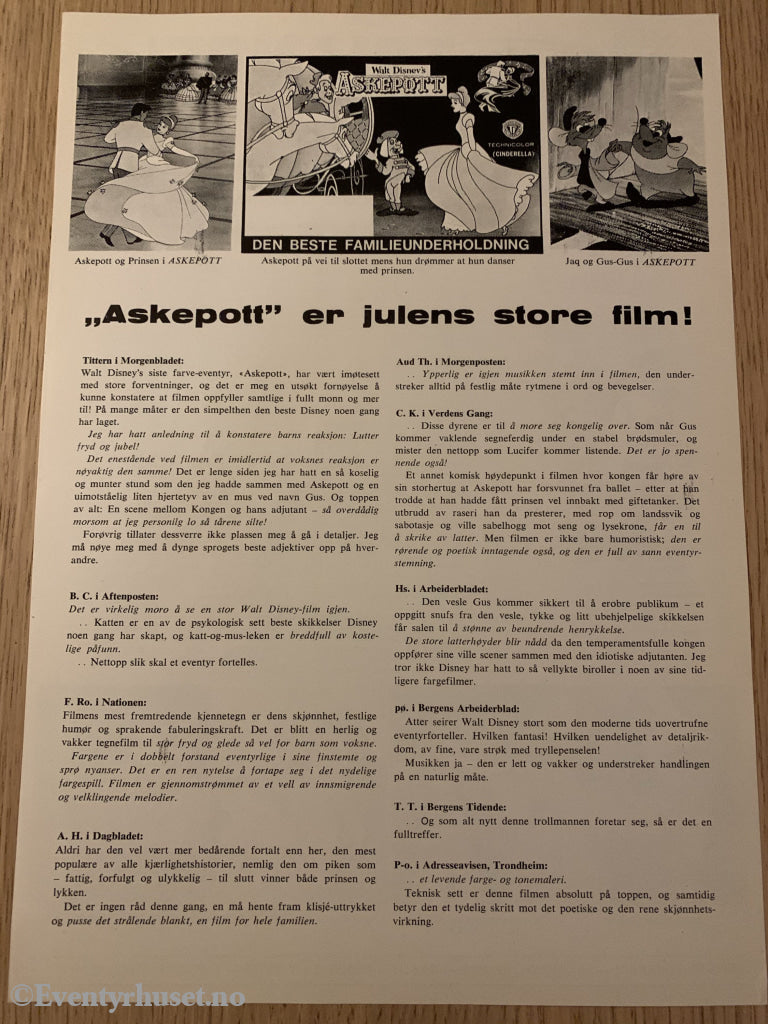 Walt Disney's
ASKEPOTT
TECHNICOLOR
(CINDERELLA)
DEN BESTE FAMILIEUNDERHOLDNING
Askepott og Prinsen i ASKEPOTT
Askepott på vei til slottet mens hun drømmer at hun danser
med prinsen.
Jaq og Gus-Gus i ASKEPOTT
„Askepott” er julens store film!
Tittern i Morgenbladet:
Walt Disney's siste farve-eventyr, «Askepott», har vært imøtesett
med store forventninger, og det er meg en utsøkt fornøyelse å
kunne konstatere at filmen oppfyller samtlige i fullt monn og mer
til! På mange måter er den simpelthen den beste Disney noen gang
har laget.
Jeg har hatt anledning til å konstatere barns reaksjon: Lutter
fryd og jubel!
Det enestående ved filmen er imidlertid at voksnes reaksjon er
nøyaktig den samme! Det er lenge siden jeg har hatt en så koselig
og munter stund som den jeg hadde sammen med Askepott og en
uimotståelig liten hjertetyv av en mus ved navn Gus. Og toppen
av alt: En scene mellom Kongen og hans adjutant – så overdådig
morsom at jeg personlig lo så tårene silte!
Forøvrig tillater dessverre ikke plassen meg å gå i detaljer. Jeg
må nøye meg med å dynge sprogets beste adjektiver opp på hver-
andre.
B. C. i Aftenposten:
Det er virkelig moro å se en stor Walt Disney-film igjen.
. . Katten er en av de psykologisk sett beste skikkelser Disney
noen gang har skapt, og katt-og-mus-leken er breddfull av koste-
lige påfunn.
. . Nettopp slik skal et eventyr fortelles.
F. Ro. i Nationen:
Filmens mest fremtredende kjennetegn er dens skjønnhet, festlige
humør og sprakende fabuleringskraft. Det er blitt en herlig og
vakker tegnefilm til stor fryd og glede så vel for barn som voksne.
Fargene er i dobbelt forstand eventyrlige i sine finstemte og
sprø nyanser. Det er en ren nytelse å fortape seg i det nydelige
fargespill. Filmen er gjennomstrømmet av et vell av innsmigrende
og velklingende melodier.
A. H. i Dagbladet:
Aldri har den vel vært mer bedårende fortalt enn her, den mest
populære av alle kjærlighetshistorier, nemlig den om piken som
– fattig, forfulgt og ulykkelig – til slutt vinner både prinsen og
lykken.
Det er ingen råd denne gang, en må hente fram klisjé-uttrykket
og pusse det strålende blankt, en film for hele familien.
Aud Th. i Morgenposten:
. . Ypperlig er igjen musikken stemt inn i filmen, den under-
streker alltid på festlig måte rytmene i ord og bevegelser.
C. K. i Verdens Gang:
. . Disse dyrene er til å more seg kongelig over. Som når Gus
kommer vaklende segneferdig under en stabel brødsmuler, og
mister den nettopp som Lucifer kommer listende. Det er jo spen-
nende også!
Et annet komisk høydepunkt i filmen hvor kongen får høre av
sin storhertug at Askepott har forsvunnet fra ballet – etter at han
trodde at han hadde fått prinsen vel innbakt med giftetanker. Det
utbrudd av raseri han da presterer, med rop om landssvik og
sabotasje og ville sabelhogg mot seng og lysekrone, får en til
å skrike av latter. Men filmen er ikke bare humoristisk; den er
rørende og poetisk inntagende også, og den er full av sann eventyr-
stemning.
Hs. i Arbeiderbladet:
. . Den vesle Gus kommer sikkert til å erobre publikum – et
oppgitt snufs fra den vesle, tykke og litt ubehjelpelige skikkelsen
får salen til å stønne av beundrende henrykkelse.
De store latterhøyder blir nådd da den temperamentsfulle kongen
oppfører sine ville scener sammen med den idiotiske adjutanten. Jeg
tror ikke Disney har hatt to så vellykte biroller i noen av sine tid-
ligere fargefilmer.
pø. i Bergens Arbeiderblad:
Atter seirer Walt Disney stort som den moderne tids uovertrufne
eventyrforteller. Hvilken fantasi! Hvilken uendelighet av detaljrik-
dom, av fine, vare strøk med tryllepenselen!
Musikken ja – den er lett og vakker og understreker handlingen
på en naturlig måte.
T. T. i Bergens Tidende:
. . Og som alt nytt denne trollmannen foretar seg, så er det en
fulltreffer.
P-o. i Adresseavisen, Trondheim:
. . et levende farge- og tonemaleri.
Teknisk sett er denne filmen absolutt på toppen, og samtidig
betyr den et tydelig skritt mot det poetiske og den rene skjønnhets-
virkning.
©Eventyrhuset.no